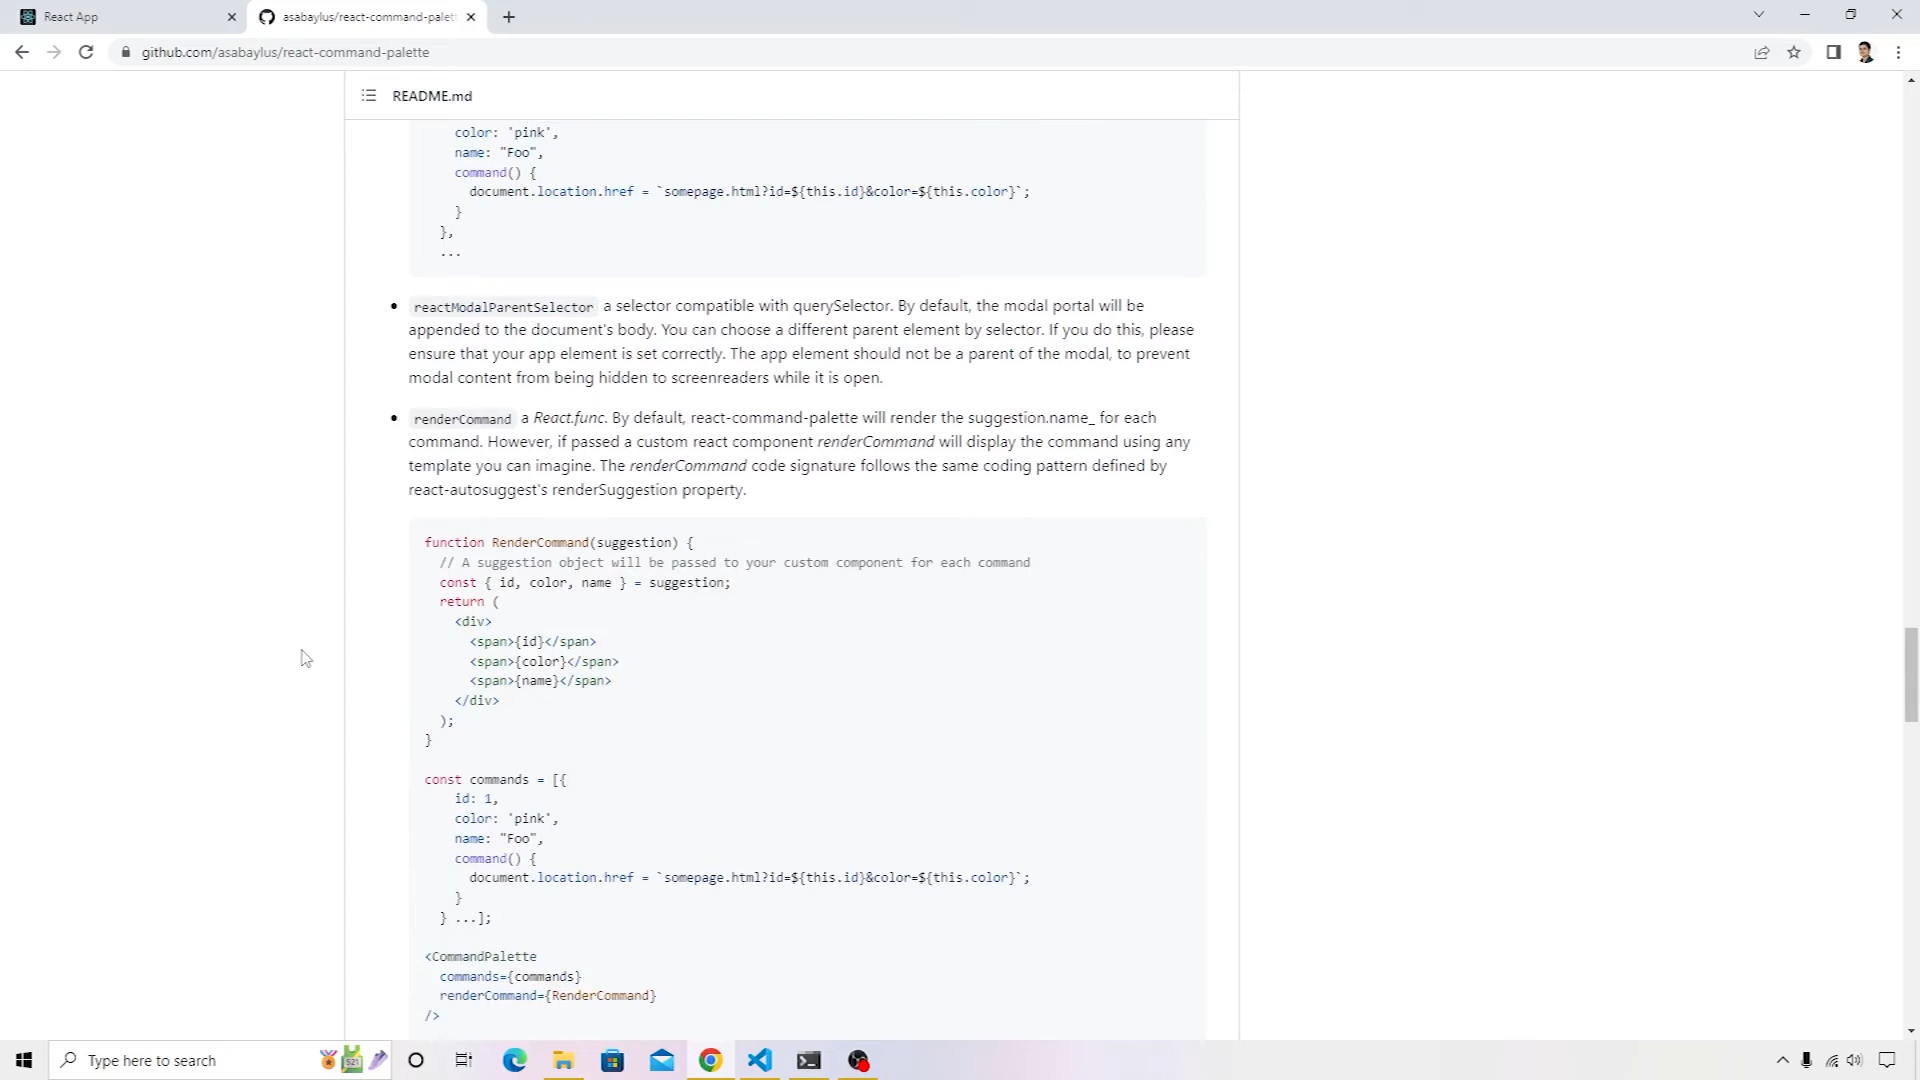 React App
asabaylus/react-command-palet
github.com/asabaylus/react-command-palette
README.md
color: 'pink',
name: "Foo",
command() {
document.location.href = `somepage.html?id=${this.id}&color=${this.color}`;
}
},
...
reactModalParentSelector a selector compatible with querySelector. By default, the modal portal will be
appended to the document's body. You can choose a different parent element by selector. If you do this, please
ensure that your app element is set correctly. The app element should not be a parent of the modal, to prevent
modal content from being hidden to screenreaders while it is open.
renderCommand a React.func. By default, react-command-palette will render the suggestion.name_ for each
command. However, if passed a custom react component renderCommand will display the command using any
template you can imagine. The renderCommand code signature follows the same coding pattern defined by
react-autosuggest's renderSuggestion property.
function RenderCommand(suggestion) {
// A suggestion object will be passed to your custom component for each command
const { id, color, name } = suggestion;
return (
<div>
<span>{id}</span>
<span>{color}</span>
<span>{name}</span>
</div>
);
}
const commands = [{
id: 1,
color: 'pink',
name: "Foo",
command() {
document.location.href = `somepage.html?id=${this.id}&color=${this.color}`;
}
} ...];
<CommandPalette
commands={commands}
renderCommand={RenderCommand}
/>
Type here to search
521